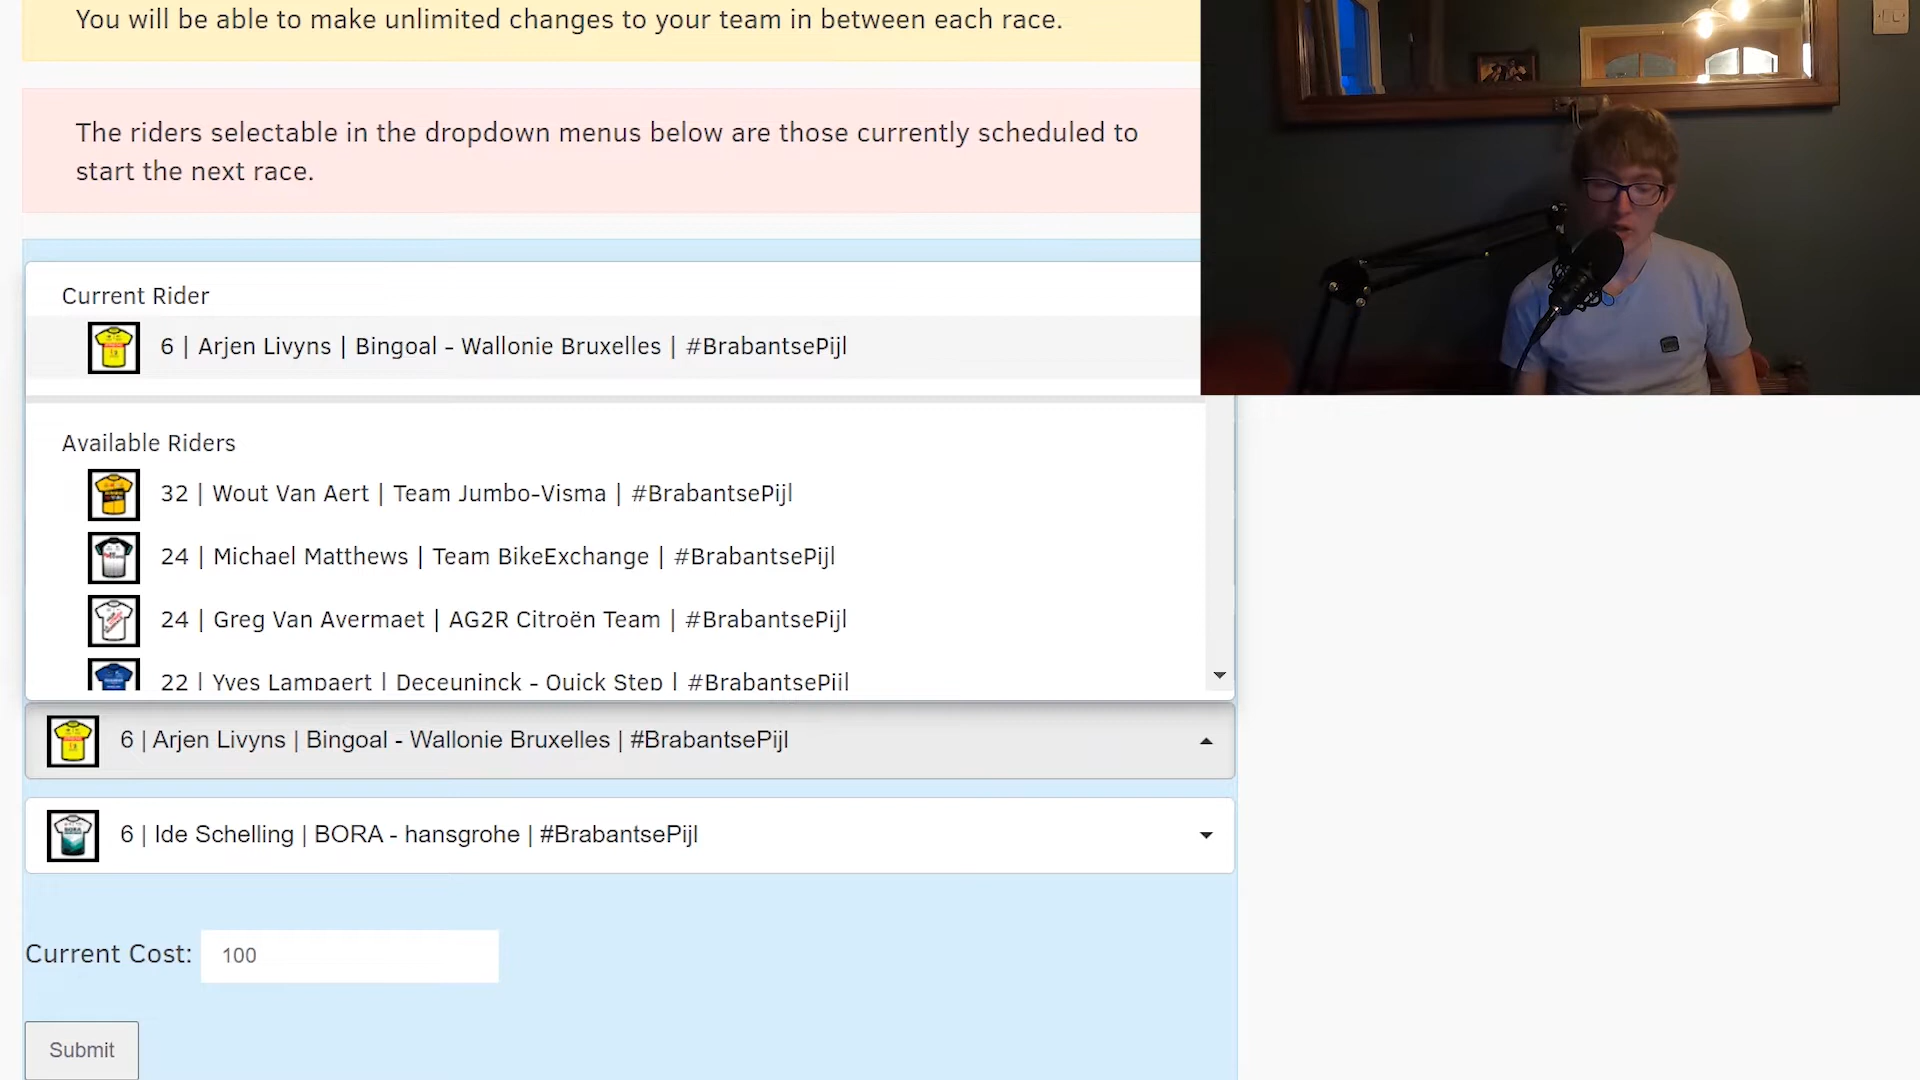 You will be able to make unlimited changes to your team in between each race.
The riders selectable in the dropdown menus below are those currently scheduled to
start the next race.
Current Rider
6 | Arjen Livyns | Bingoal - Wallonie Bruxelles | #BrabantsePijl
Available Riders
32 | Wout Van Aert | Team Jumbo-Visma | #BrabantsePijl
24 | Michael Matthews | Team BikeExchange | #BrabantsePijl
24 | Greg Van Avermaet | AG2R Citroën Team | #BrabantsePijl
22 | Yves Lampaert | Deceuninck - Quick Step | #BrabantsePijl
6 | Arjen Livyns | Bingoal - Wallonie Bruxelles | #BrabantsePijl
6 | Ide Schelling | BORA - hansgrohe | #BrabantsePijl
Current Cost: 100
Submit